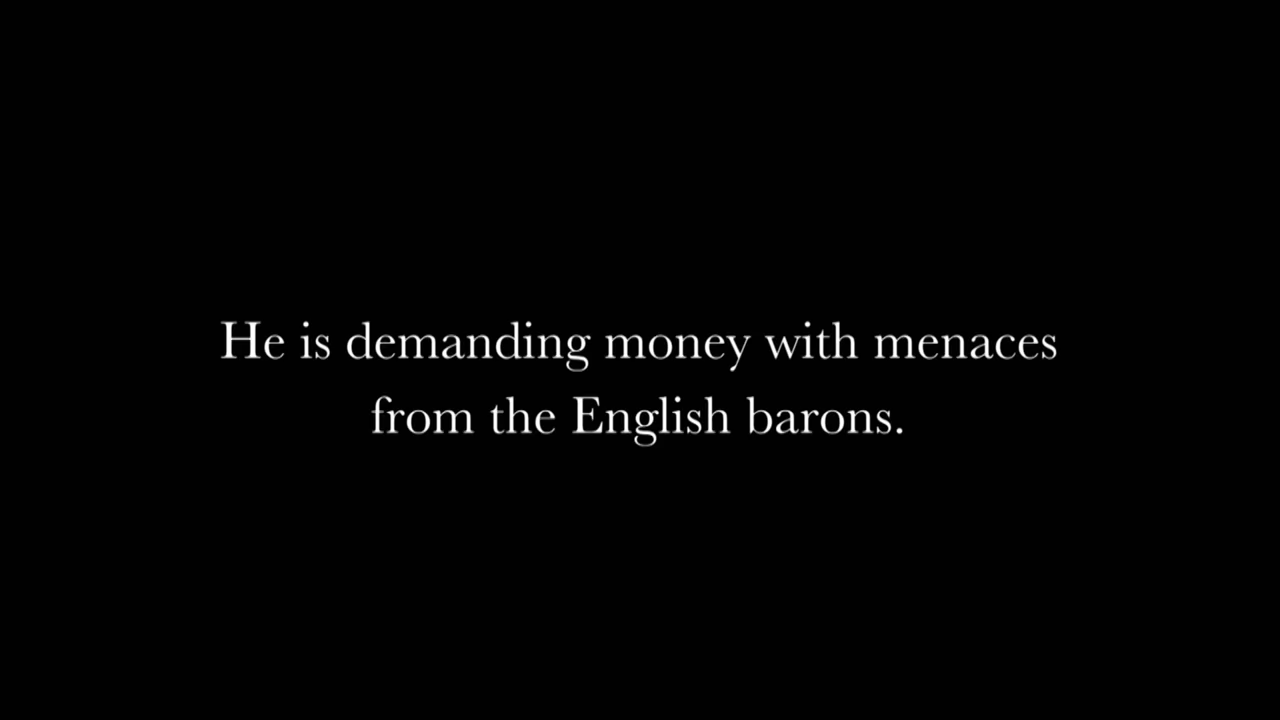 He is demanding money with menaces
from the English barons.